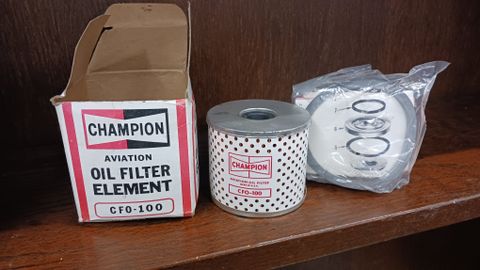 CHAMPION
AVIATION
OIL FILTER
ELEMENT
CFO-100
CHAMPION
CFO-100